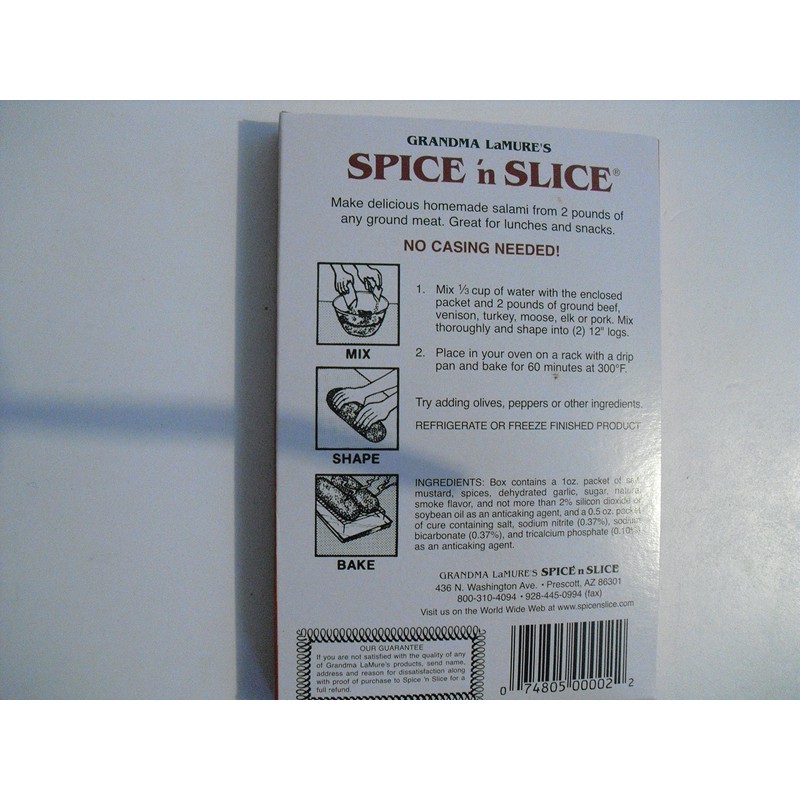 GRANDMA LaMURE'S
SPICE 'n SLICE®
Make delicious homemade salami from 2 pounds of
any ground meat. Great for lunches and snacks.
NO CASING NEEDED!
1. Mix ⅓ cup of water with the enclosed
packet and 2 pounds of ground beef,
venison, turkey, moose, elk or pork. Mix
thoroughly and shape into (2) 12" logs.
MIX
2. Place in your oven on a rack with a drip
pan and bake for 60 minutes at 300°F.
Try adding olives, peppers or other ingredients.
REFRIGERATE OR FREEZE FINISHED PRODUCT
SHAPE
INGREDIENTS: Box contains a 1oz. packet of salt,
mustard, spices, dehydrated garlic, sugar, natural
smoke flavor, and not more than 2% silicon dioxide or
soybean oil as an anticaking agent, and a 0.5 oz. packet
of cure containing salt, sodium nitrite (0.37%), sodium
bicarbonate (0.37%), and tricalcium phosphate (0.10%)
as an anticaking agent.
BAKE
GRANDMA LaMURE'S SPICE 'n SLICE
436 N. Washington Ave. • Prescott, AZ 86301
800-310-4094 • 928-445-0994 (fax)
Visit us on the World Wide Web at www.spicenslice.com
OUR GUARANTEE
If you are not satisfied with the quality of any
of Grandma LaMure's products, send name,
address and reason for dissatisfaction along
with proof of purchase to Spice 'n Slice for a
full refund.
0 74805 00002 2